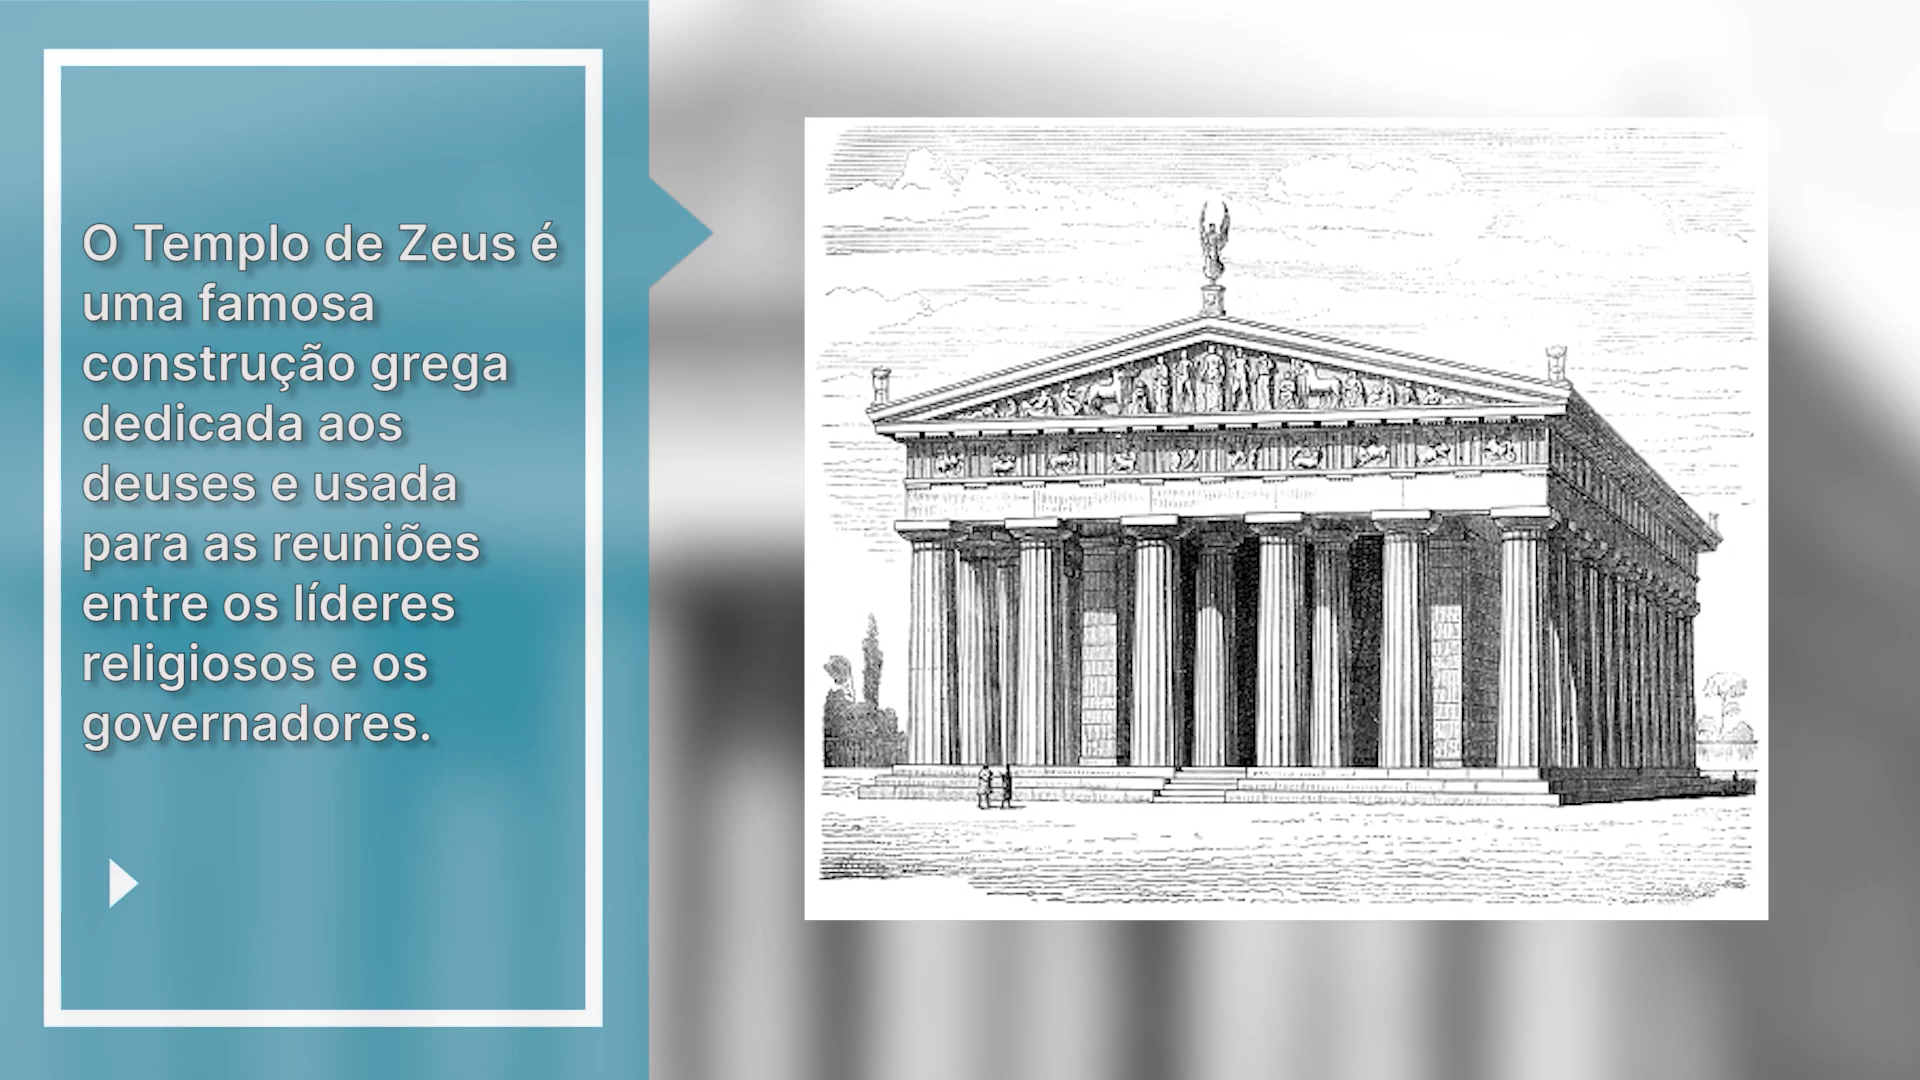 O Templo de Zeus é
uma famosa
construção grega
dedicada aos
deuses e usada
para as reuniões
entre os líderes
religiosos e os
governadores.